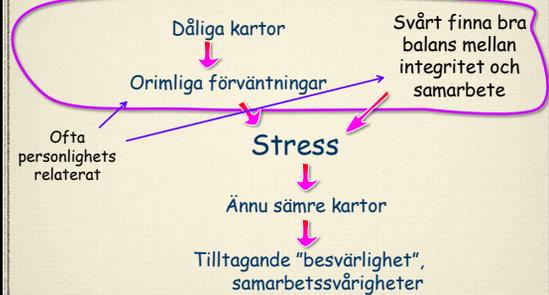 Dåliga kartor
Orimliga förväntningar
Svårt finna bra
balans mellan
integritet och
samarbete
Ofta
personlighets
relaterat
Stress
Ännu sämre kartor
Tilltagande ”besvärlighet”,
samarbetssvårigheter